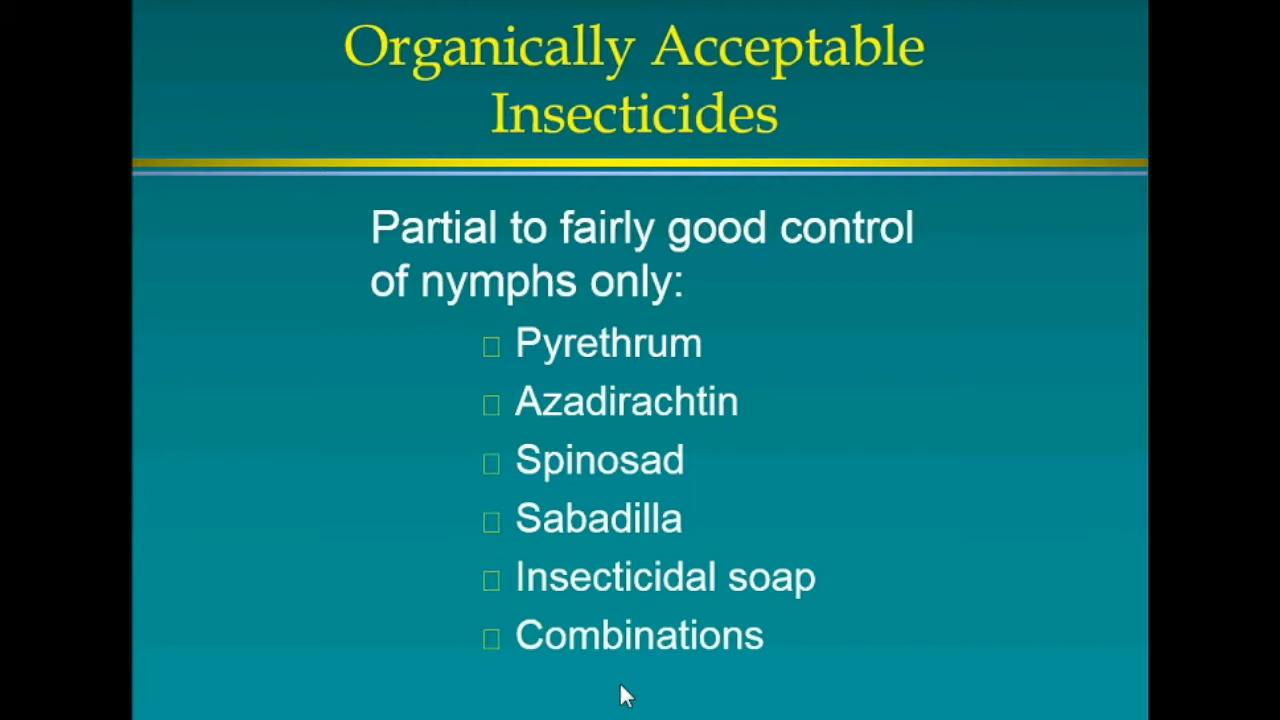 Organically Acceptable
Insecticides
Partial to fairly good control
of nymphs only:
Pyrethrum
Azadirachtin
Spinosad
Sabadilla
Insecticidal soap
Combinations